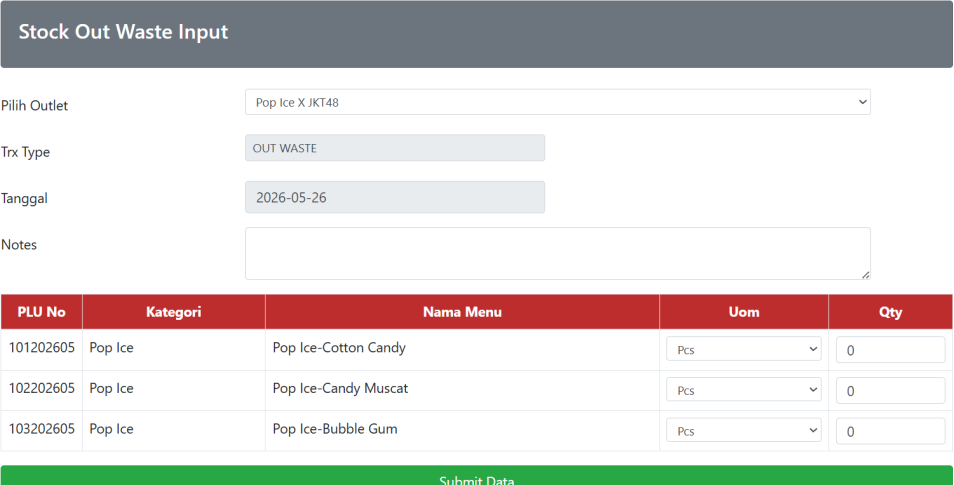 Stock Out Waste Input
Pilih Outlet Pop Ice X JKT48
Trx Type OUT WASTE
Tanggal 2026-05-26
Notes
PLU No Kategori Nama Menu Uom Qty
101202605 Pop Ice Pop Ice-Cotton Candy Pcs 0
102202605 Pop Ice Pop Ice-Candy Muscat Pcs 0
103202605 Pop Ice Pop Ice-Bubble Gum Pcs 0
Submit Data